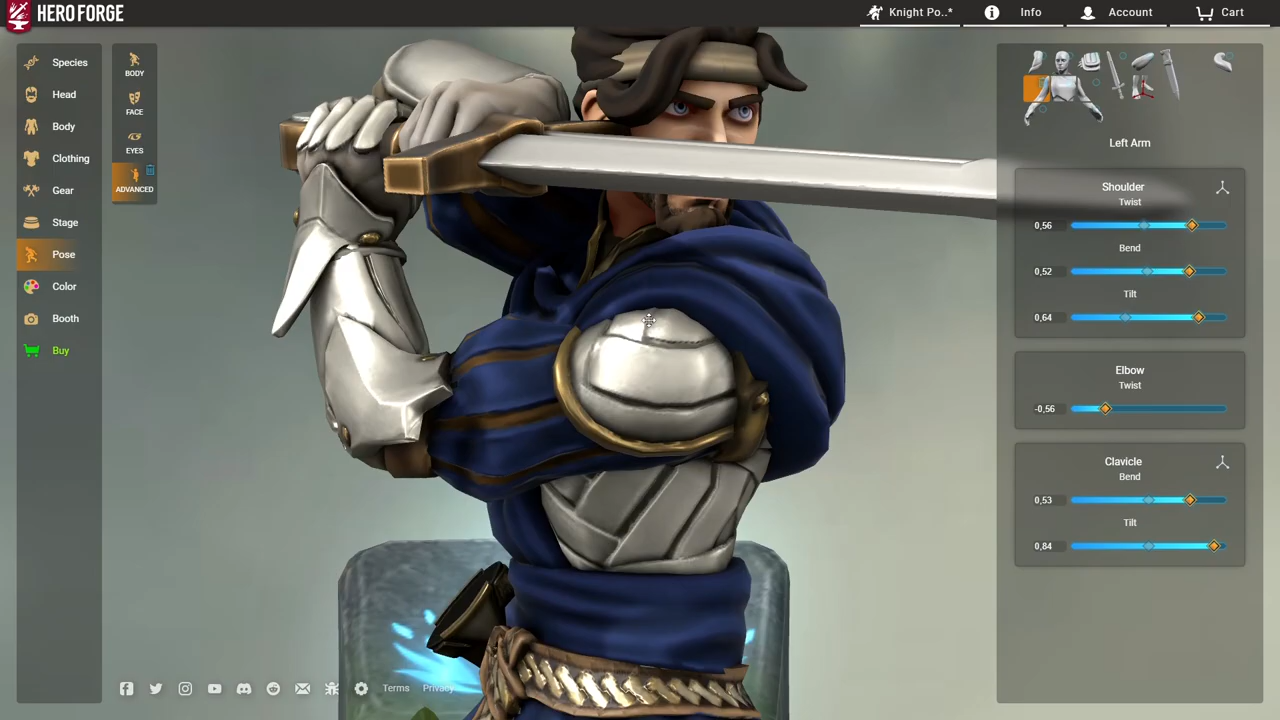 HERO FORGE
Knight Po..*
Info
Account
Cart
Species
Head
Body
Clothing
Gear
Stage
Pose
Color
Booth
Buy
BODY
FACE
EYES
ADVANCED
Left Arm
Shoulder
Twist
0,56
Bend
0,52
Tilt
0,64
Elbow
Twist
-0,56
Clavicle
Bend
0,53
Tilt
0,84
Terms
Privacy